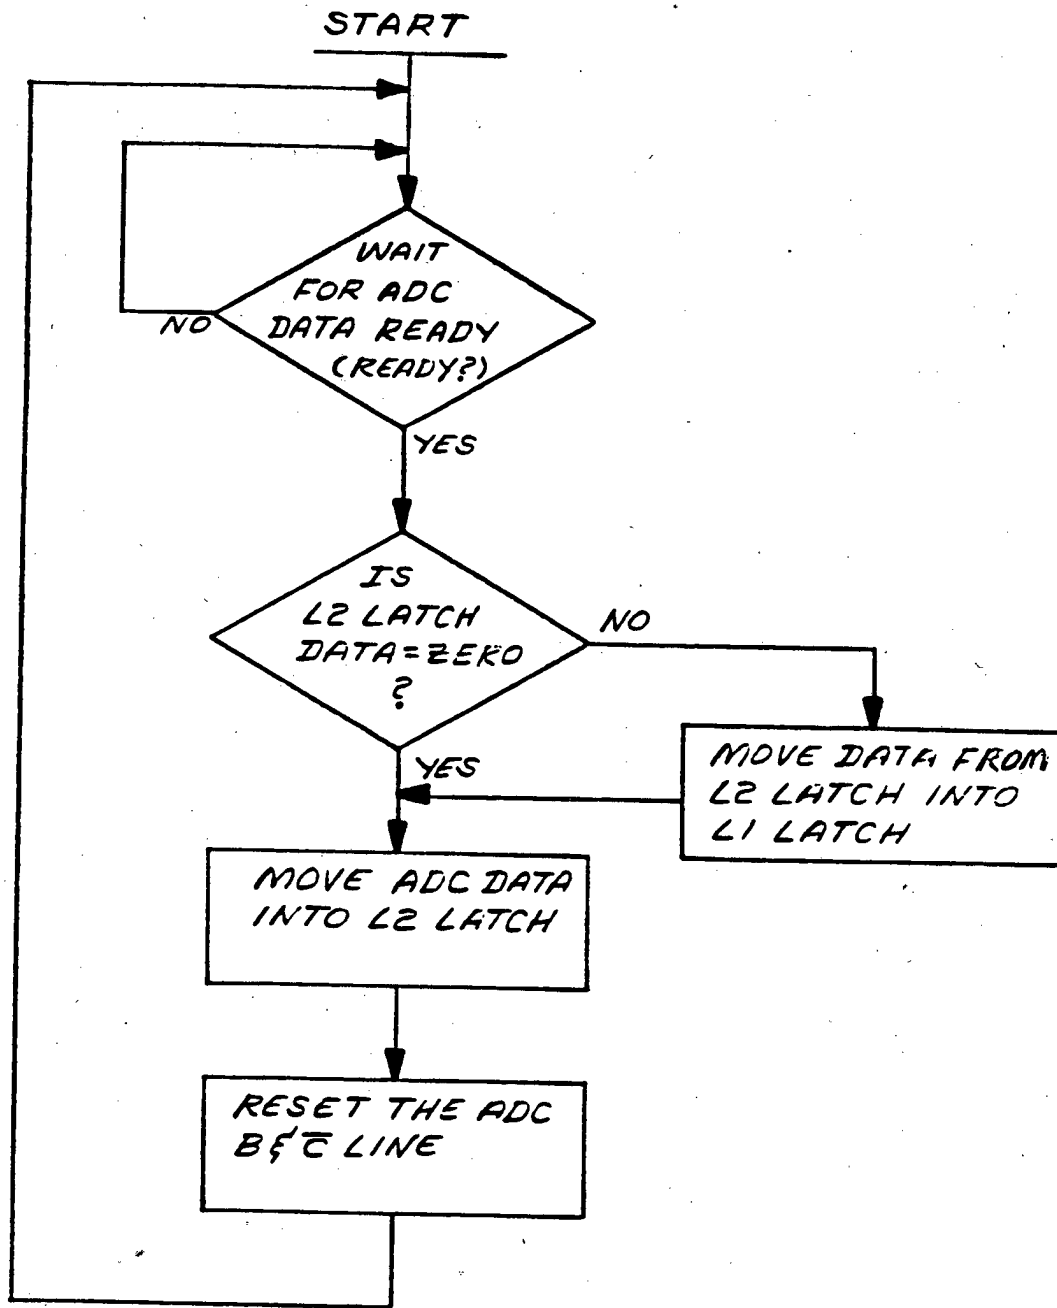 START
WAIT
FOR ADC
DATA READY
(READY?)
NO
YES
IS
L2 LATCH
DATA=ZERO
?
NO
YES
MOVE DATA FROM
L2 LATCH INTO
L1 LATCH
MOVE ADC DATA
INTO L2 LATCH
RESET THE ADC
B & C̅ LINE